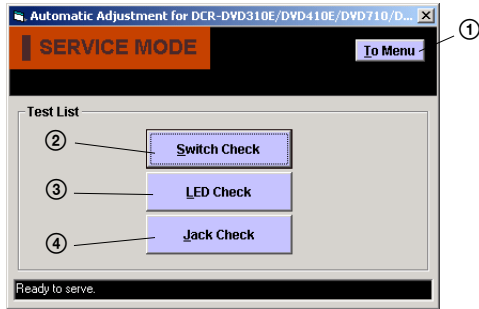 Automatic Adjustment for DCR-DVD310E/DVD410E/DVD710/D...
①
SERVICE MODE
To Menu
Test List
②
Switch Check
③
LED Check
④
Jack Check
Ready to serve.